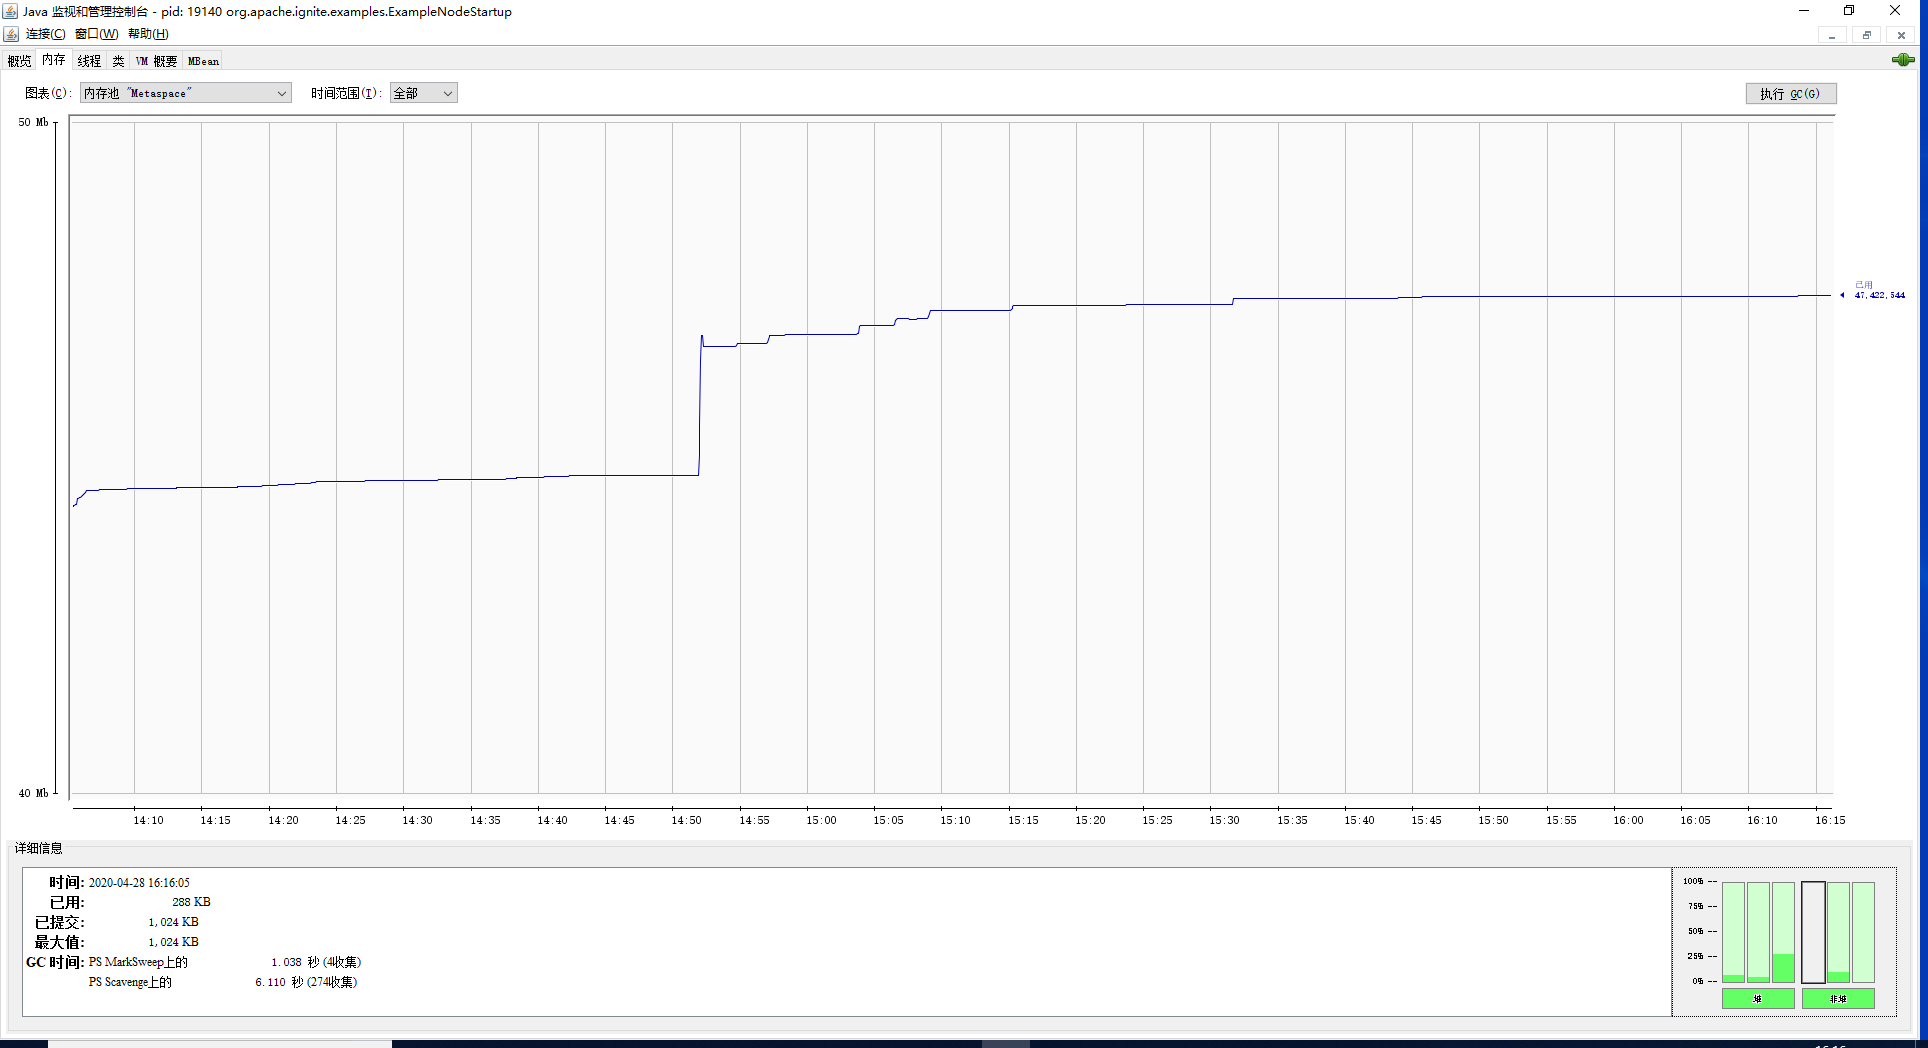 Java 监视和管理控制台 - pid: 19140 org.apache.ignite.examples.ExampleNodeStartup
连接(C) 窗口(W) 帮助(H)
概览 内存 线程 类 VM 概要 MBean
图表(C): 内存池 "Metaspace" 时间范围(T): 全部 执行 GC(G)
50 Mb
已用
47,422,544
40 Mb
14:10 14:15 14:20 14:25 14:30 14:35 14:40 14:45 14:50 14:55 15:00 15:05 15:10 15:15 15:20 15:25 15:30 15:35 15:40 15:45 15:50 15:55 16:00 16:05 16:10 16:15
详细信息
时间: 2020-04-28 16:16:05
已用: 288 KB
已提交: 1,024 KB
最大值: 1,024 KB
GC 时间: PS MarkSweep上的 1.038 秒 (4收集)
PS Scavenge上的 6.110 秒 (274收集)
100% --
75% --
50% --
25% --
0% --
堆 非堆